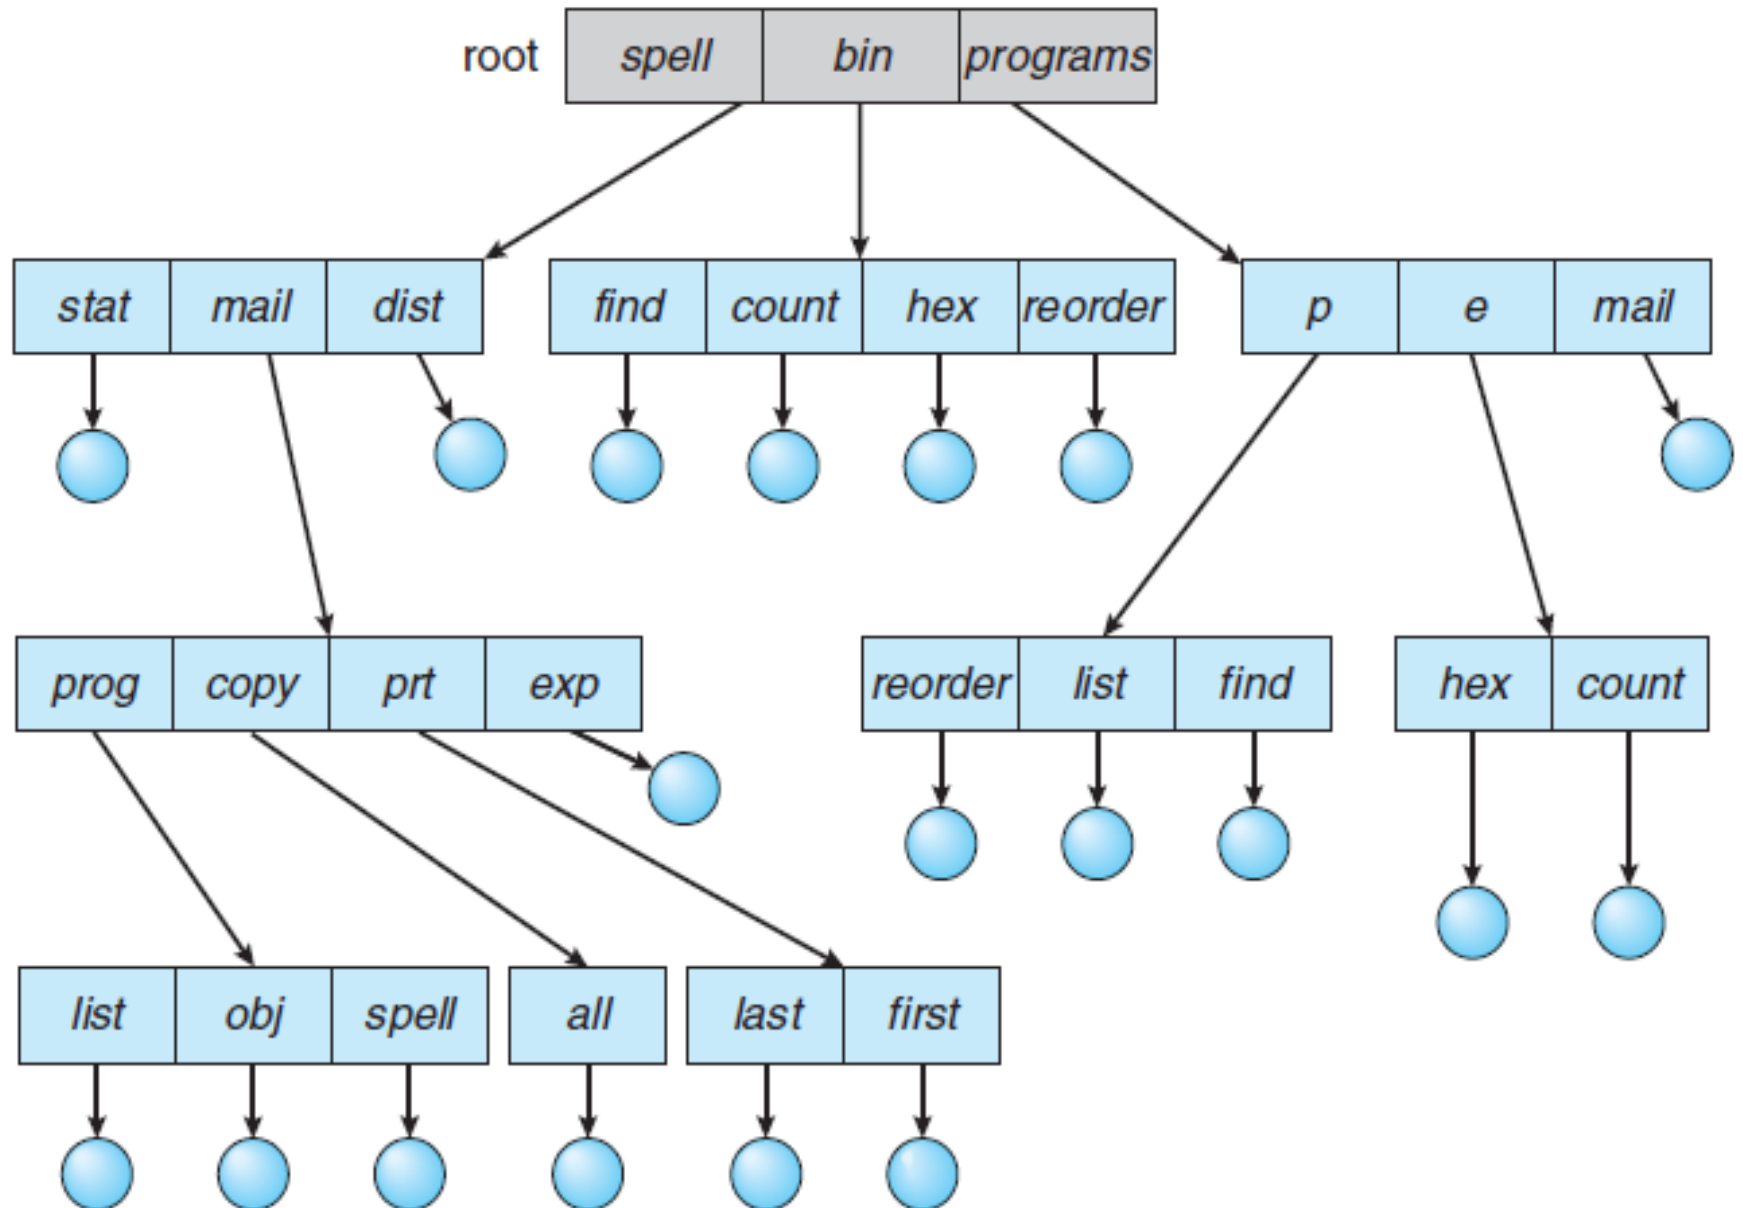 root spell bin programs
stat mail dist find count hex reorder p e mail
prog copy prt exp reorder list find hex count
list obj spell all last first